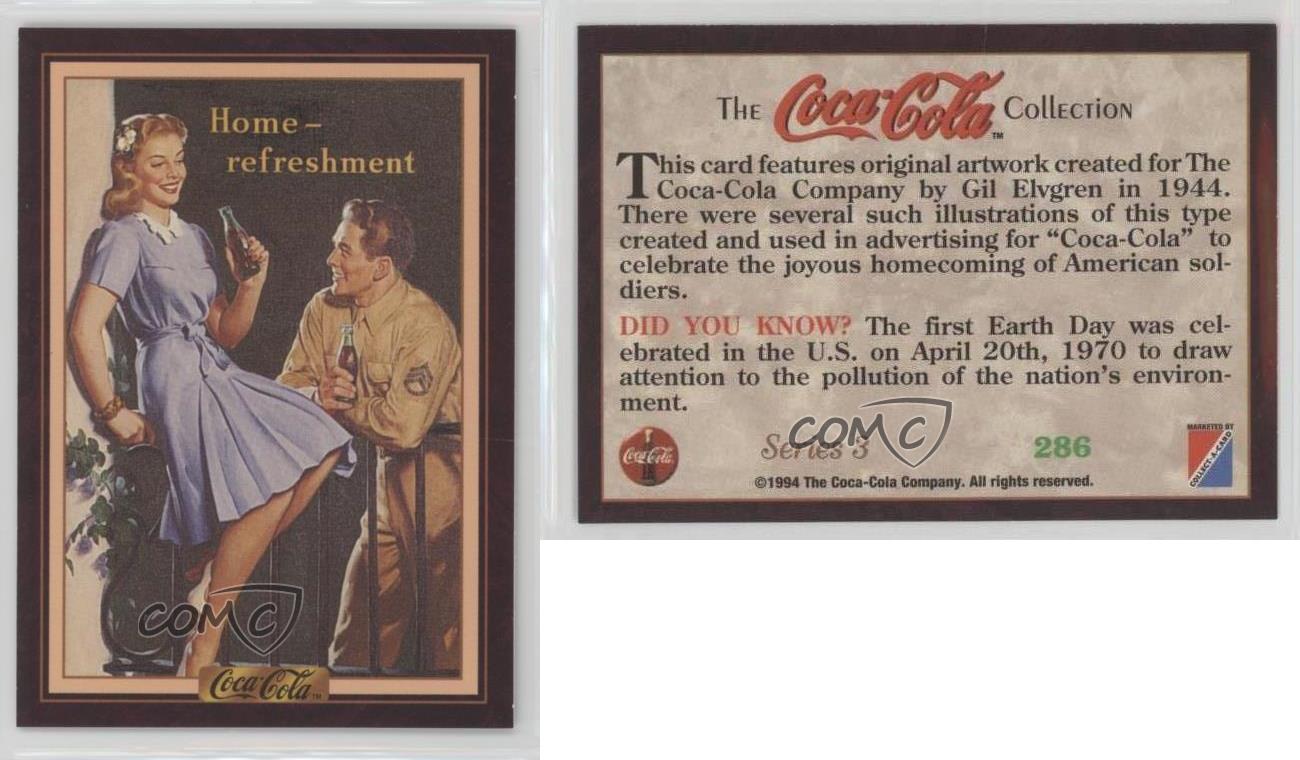 Home –
refreshment
COMC
Coca-Cola™
The Coca-Cola™ Collection
This card features original artwork created for The
Coca-Cola Company by Gil Elvgren in 1944.
There were several such illustrations of this type
created and used in advertising for “Coca-Cola” to
celebrate the joyous homecoming of American sol-
diers.
DID YOU KNOW? The first Earth Day was cel-
ebrated in the U.S. on April 20th, 1970 to draw
attention to the pollution of the nation's environ-
ment.
Coca-Cola
Series 3
COMC
286
MARKETED BY
COLLECT-A-CARD
©1994 The Coca-Cola Company. All rights reserved.